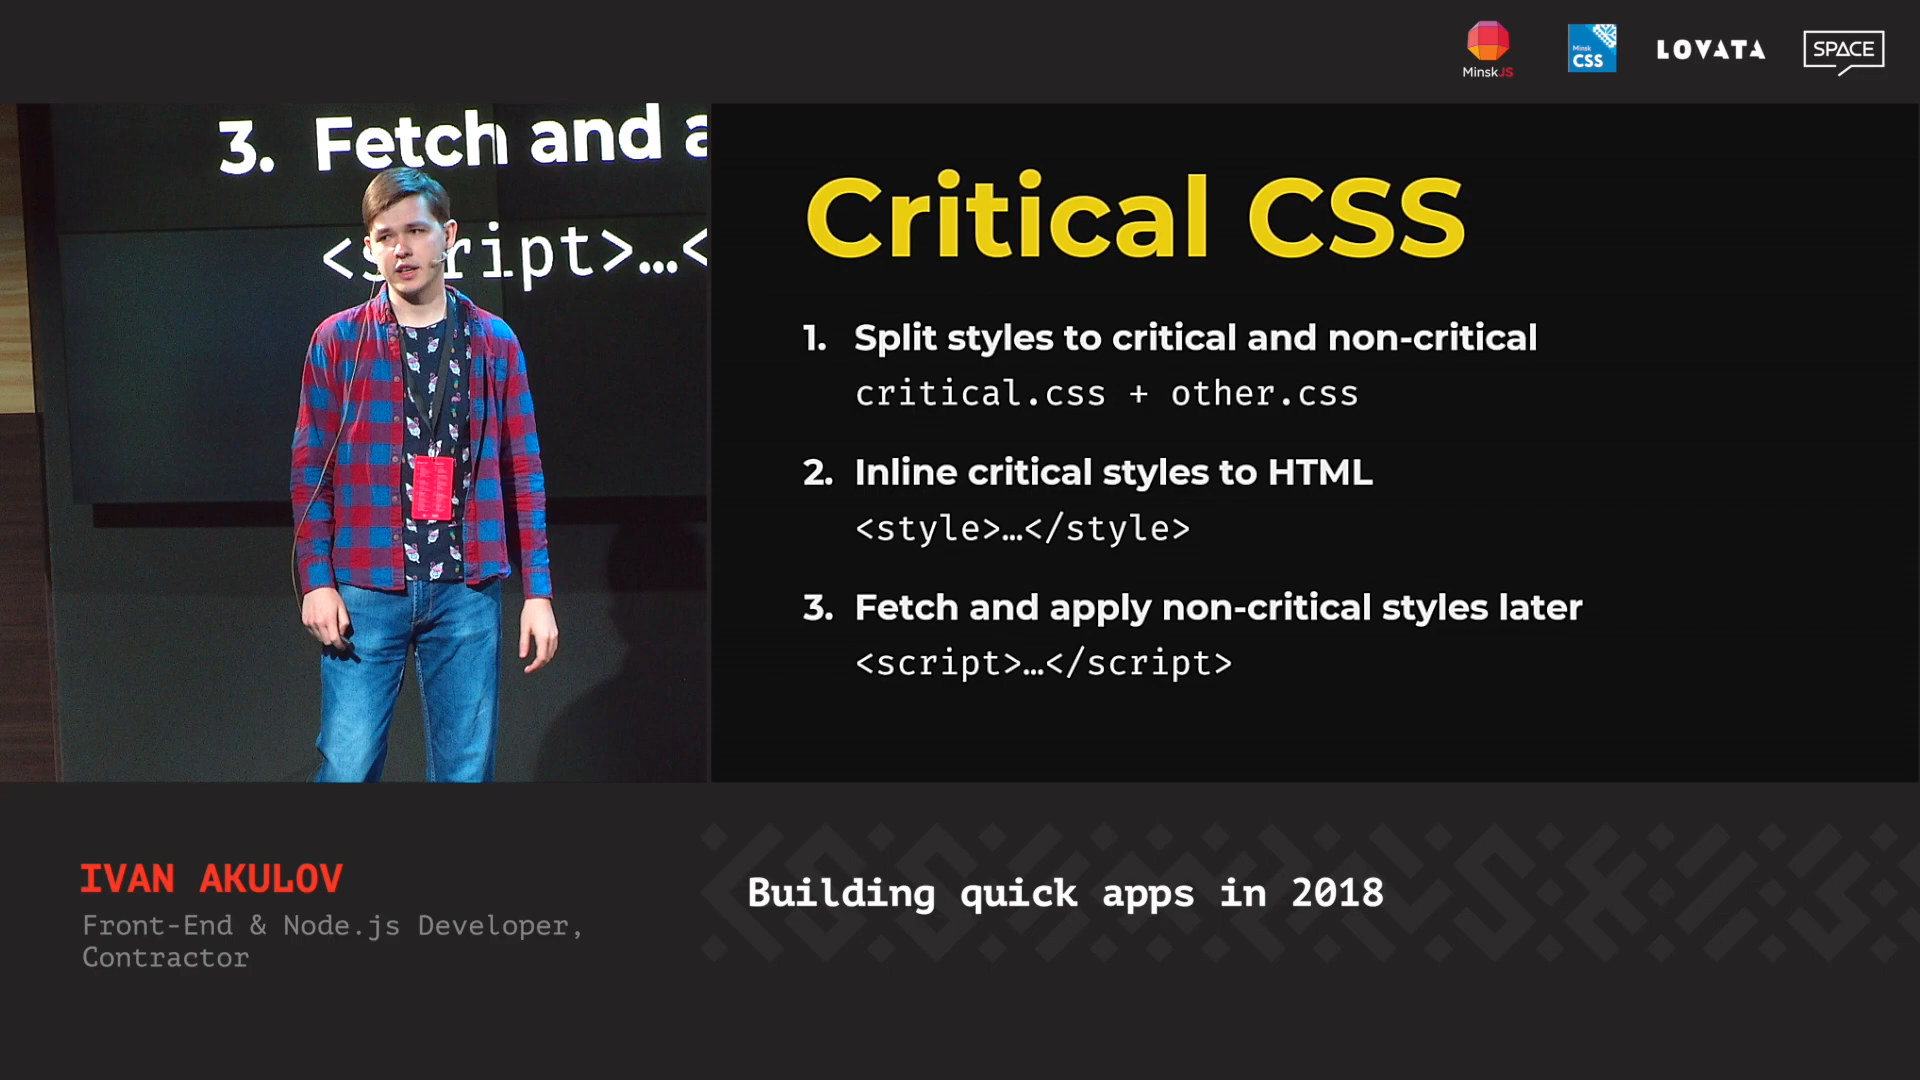 MinskJS
Minsk
CSS
LOVATA
SPACE
3. Fetch and a
<script>…<
Critical CSS
1. Split styles to critical and non-critical
critical.css + other.css
2. Inline critical styles to HTML
<style>…</style>
3. Fetch and apply non-critical styles later
<script>…</script>
IVAN AKULOV
Front-End & Node.js Developer,
Contractor
Building quick apps in 2018